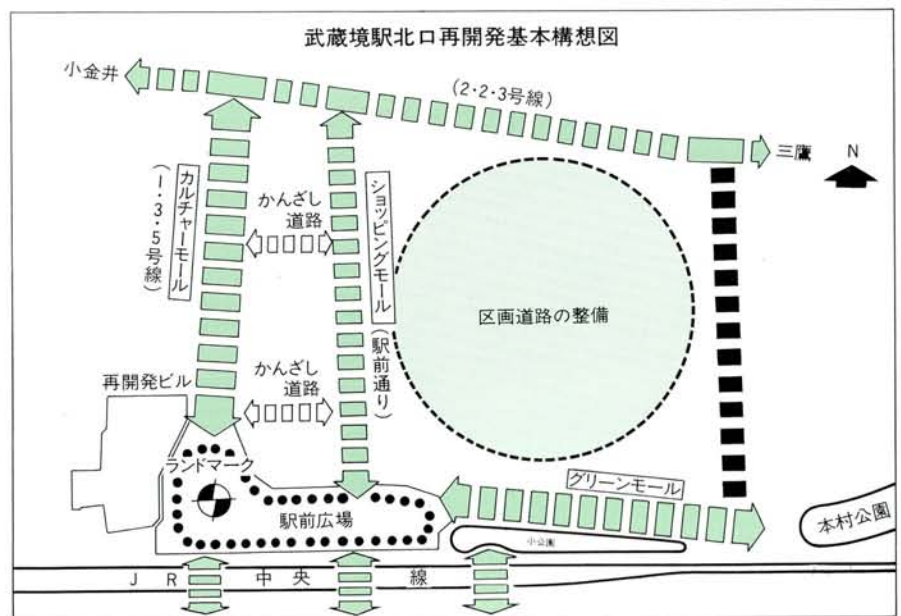 武蔵境駅北口再開発基本構想図
小金井
(2・2・3号線)
三鷹
N
カルチャーモール
(1・3・5号線)
かんざし
道路
ショッピングモール
(駅前通り)
区画道路の整備
かんざし
道路
再開発ビル
ランドマーク
駅前広場
グリーンモール
小公園
本村公園
JR中央線